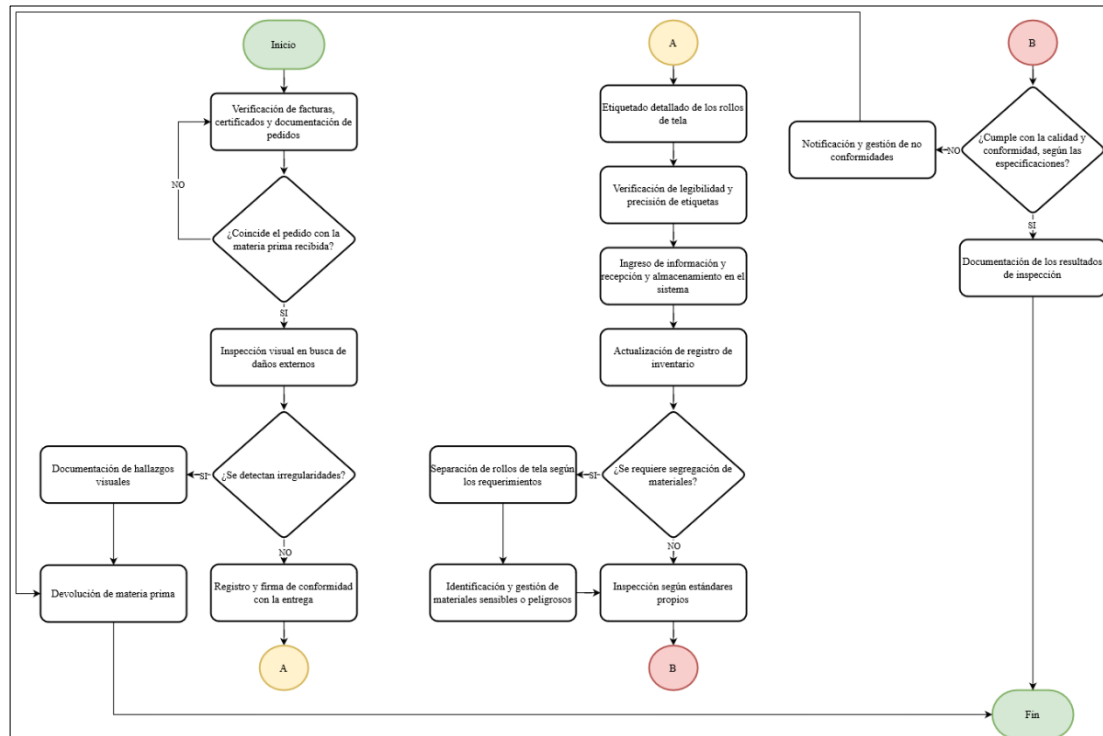 Inicio
Verificación de facturas,
certificados y documentación de
pedidos
NO
¿Coincide el pedido con la
materia prima recibida?
SI
Inspección visual en busca de
daños externos
¿Se detectan irregularidades?
SI
Documentación de hallazgos
visuales
Devolución de materia prima
NO
Registro y firma de conformidad
con la entrega
A
A
Etiquetado detallado de los rollos
de tela
Verificación de legibilidad y
precisión de etiquetas
Ingreso de información y
recepción y almacenamiento en el
sistema
Actualización de registro de
inventario
¿Se requiere segregación de
materiales?
SI
Separación de rollos de tela según
los requerimientos
Identificación y gestión de
materiales sensibles o peligrosos
NO
Inspección según estándares
propios
B
B
¿Cumple con la calidad y
conformidad, según las
especificaciones?
NO
Notificación y gestión de no
conformidades
SI
Documentación de los resultados
de inspección
Fin